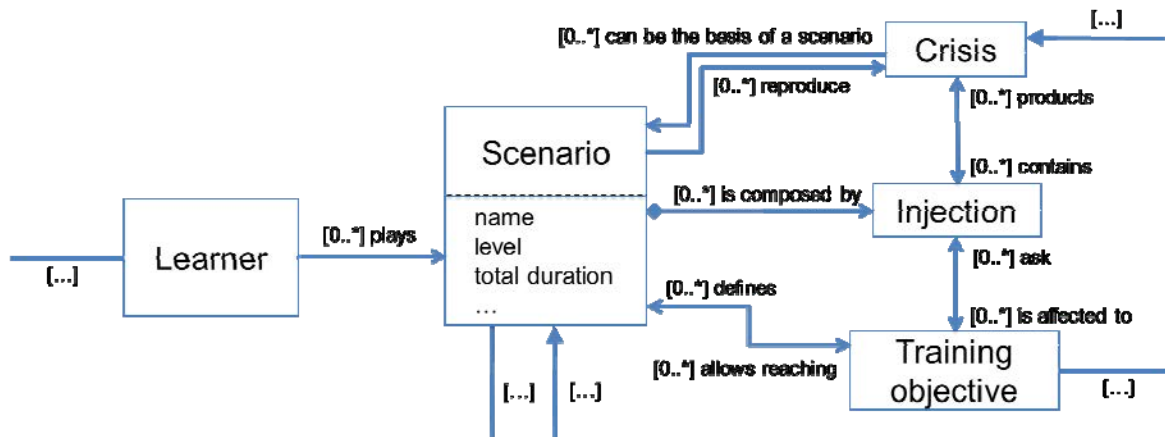 [...]
[0..*] can be the basis of a scenario
Crisis
[0..*] reproduce
[0..*] products
Scenario
[0..*] contains
[0..*] is composed by
Injection
name
level
total duration
...
Learner
[0..*] plays
[...]
[0..*] ask
[0..*] defines
[0..*] is affected to
[0..*] allows reaching
Training
objective
[...]
[...]
[...]